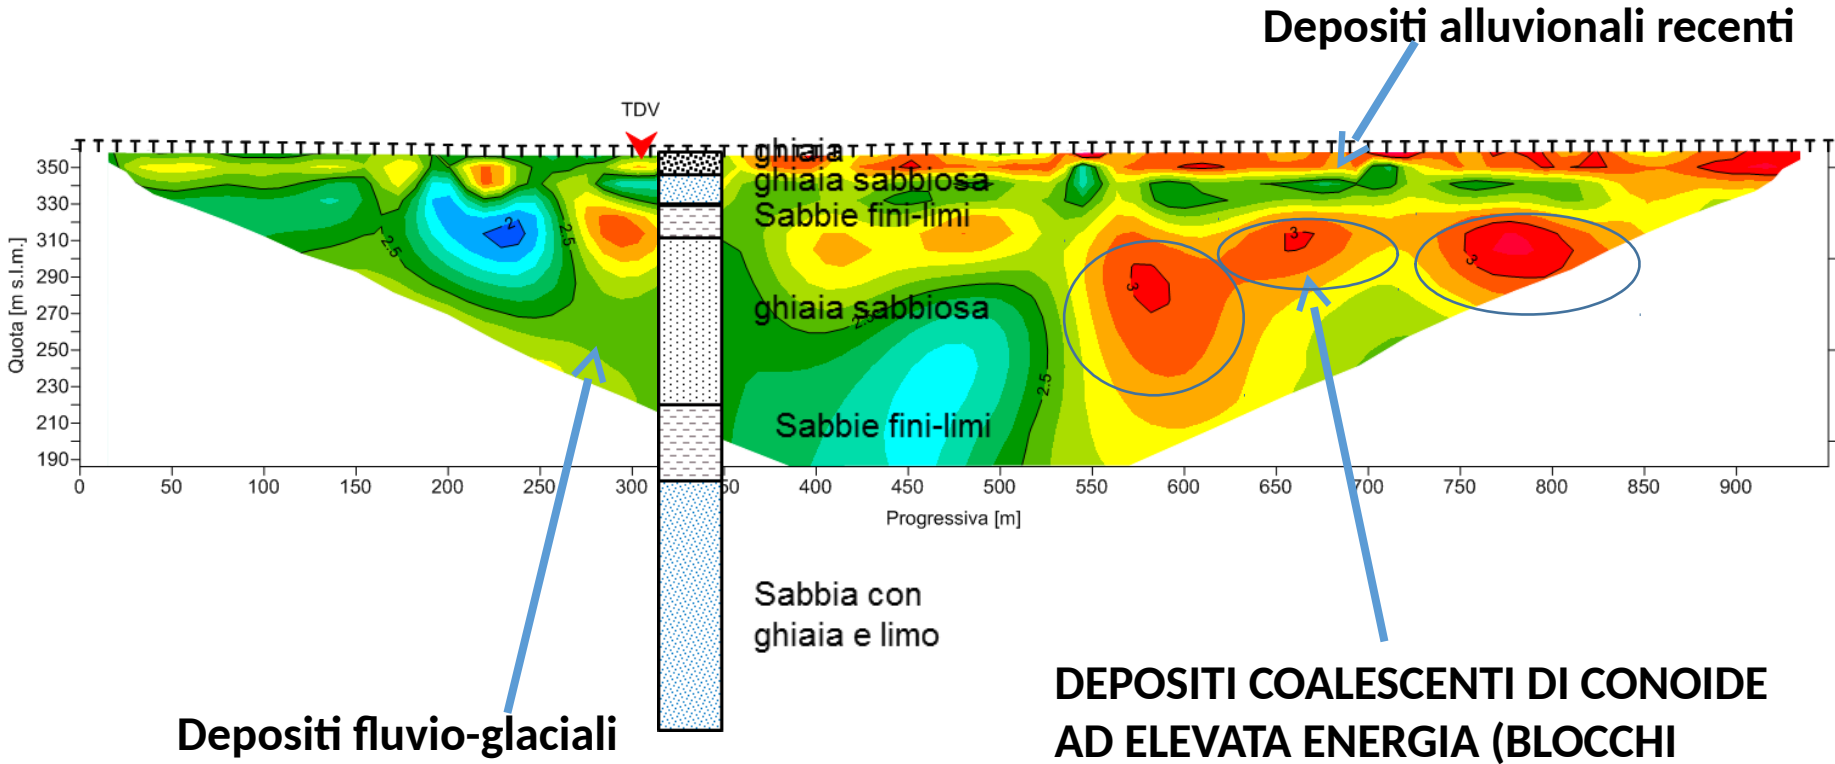 Depositi alluvionali recenti
TDV
ghiaia
ghiaia sabbiosa
Sabbie fini-limi
ghiaia sabbiosa
Sabbie fini-limi
Sabbia con
ghiaia e limo
Quota [m s.l.m.]
350
330
310
290
270
250
230
210
190
2
2.5
2.5
2.5
2.5
3
3
3
0 50 100 150 200 250 300 50 400 450 500 550 600 650 700 750 800 850 900
Progressiva [m]
Depositi fluvio-glaciali
DEPOSITI COALESCENTI DI CONOIDE
AD ELEVATA ENERGIA (BLOCCHI